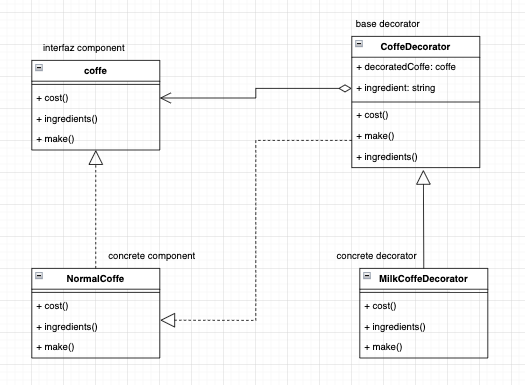 base decorator
interfaz component
CoffeDecorator
+ decoratedCoffe: coffe
+ ingredient: string
+ cost()
+ make()
+ ingredients()
coffe
+ cost()
+ ingredients()
+ make()
concrete component
NormalCoffe
+ cost()
+ ingredients()
+ make()
concrete decorator
MilkCoffeDecorator
+ cost()
+ ingredients()
+ make()